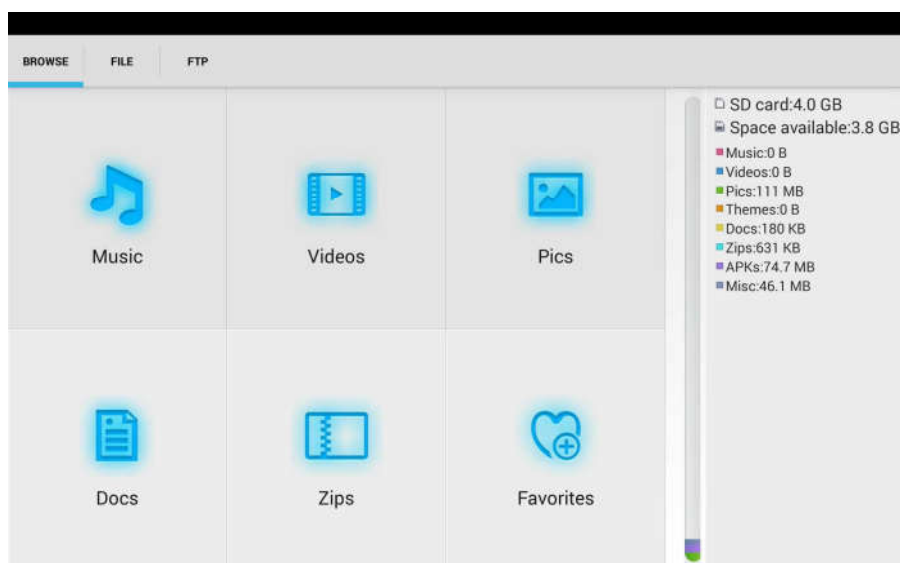 BROWSE FILE FTP
SD card:4.0 GB
Space available:3.8 GB
Music:0 B
Videos:0 B
Pics:111 MB
Themes:0 B
Docs:180 KB
Zips:631 KB
APKs:74.7 MB
Misc:46.1 MB
Music Videos Pics
Docs Zips Favorites